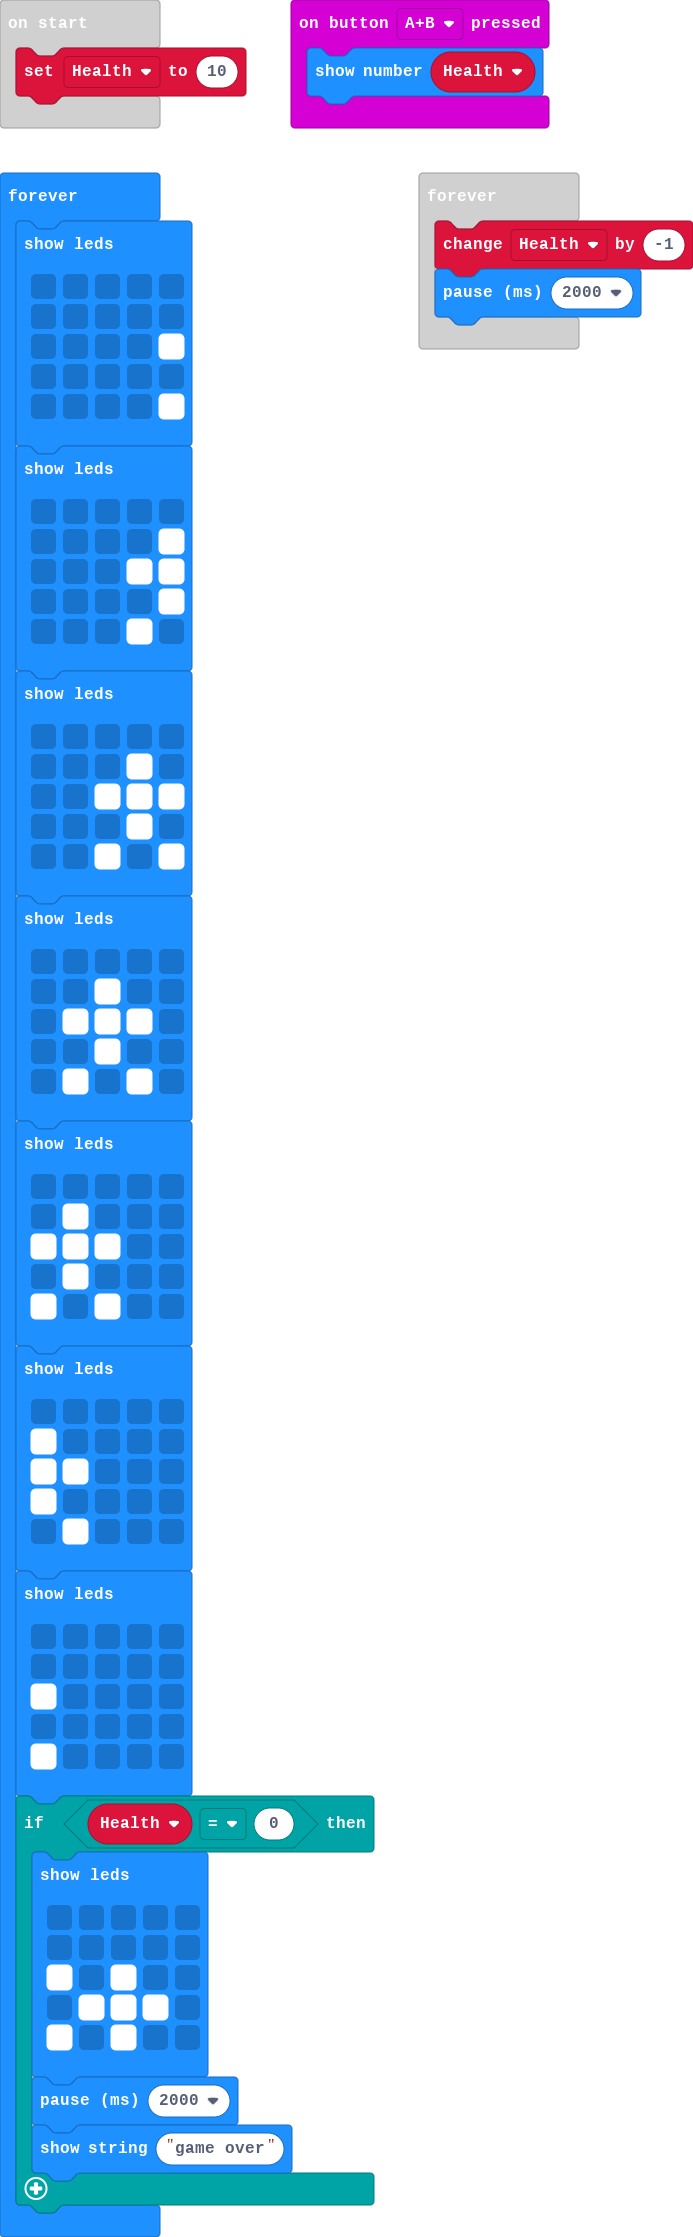 on start
set Health to 10
on button A+B pressed
show number Health
forever
show leds
show leds
show leds
show leds
show leds
show leds
show leds
if Health = 0 then
show leds
pause (ms) 2000
show string "game over"
forever
change Health by -1
pause (ms) 2000